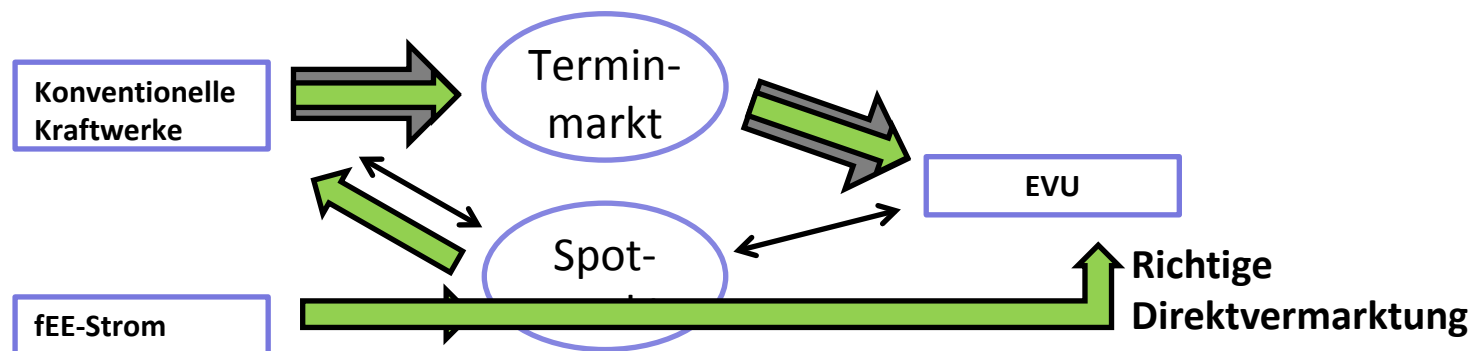 Konventionelle
Kraftwerke
Termin-
markt
EVU
Spot-
fEE-Strom
Richtige
Direktvermarktung